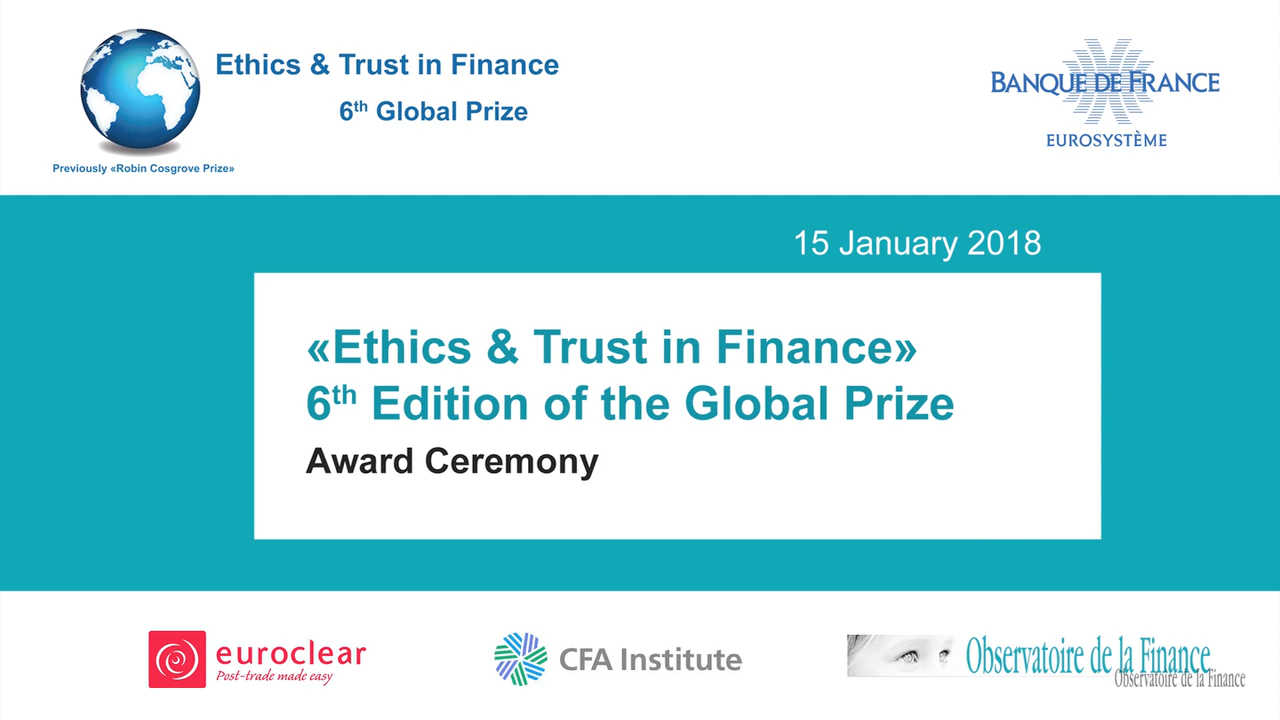 Ethics & Trust in Finance
6th Global Prize
Previously «Robin Cosgrove Prize»
BANQUE DE FRANCE
EUROSYSTÈME
15 January 2018
«Ethics & Trust in Finance»
6th Edition of the Global Prize
Award Ceremony
euroclear
Post-trade made easy
CFA Institute
Observatoire de la Finance
Observatoire de la Finance